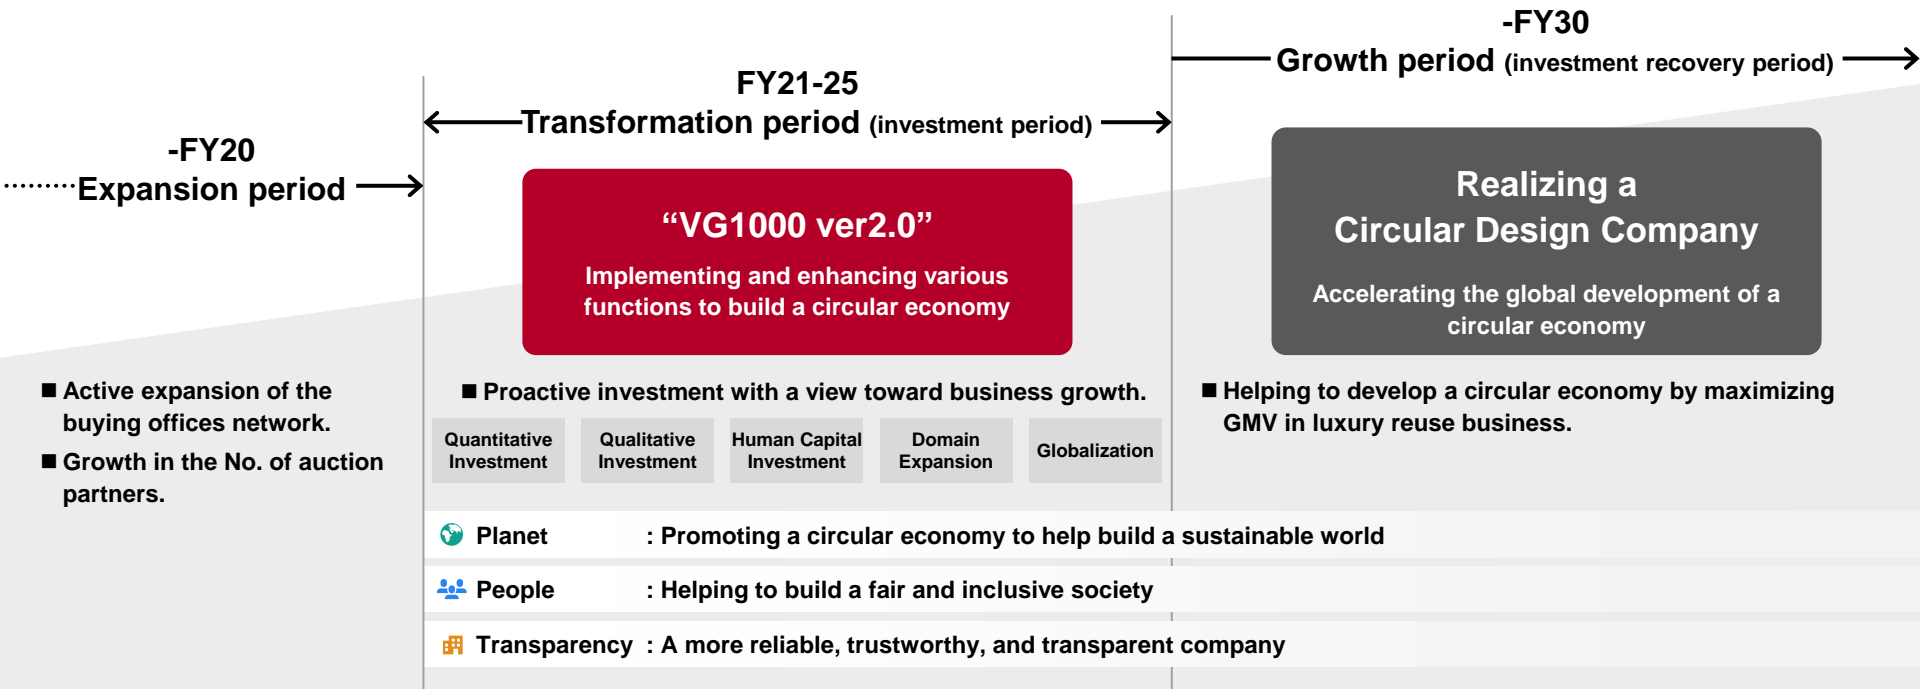 -FY20
Expansion period
FY21-25
Transformation period (investment period)
-FY30
Growth period (investment recovery period)
“VG1000 ver2.0”
Implementing and enhancing various
functions to build a circular economy
Realizing a
Circular Design Company
Accelerating the global development of a
circular economy
■ Active expansion of the
buying offices network.
■ Growth in the No. of auction
partners.
■ Proactive investment with a view toward business growth.
Quantitative
Investment
Qualitative
Investment
Human Capital
Investment
Domain
Expansion
Globalization
■ Helping to develop a circular economy by maximizing
GMV in luxury reuse business.
Planet : Promoting a circular economy to help build a sustainable world
People : Helping to build a fair and inclusive society
Transparency : A more reliable, trustworthy, and transparent company